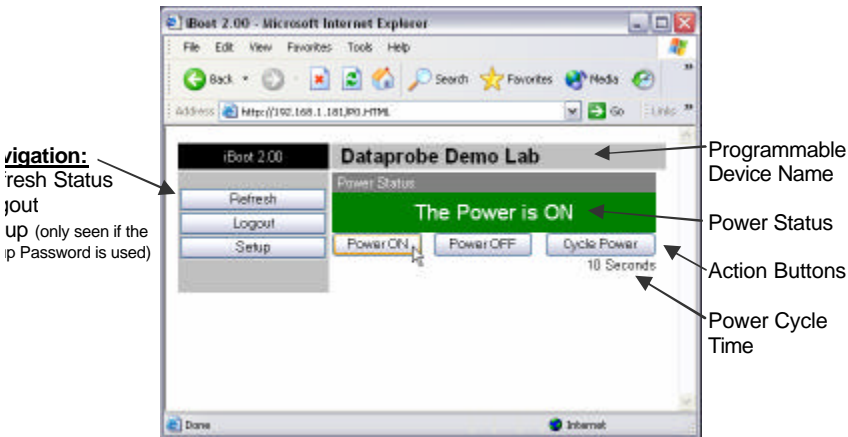 iBoot 2.00 - Microsoft Internet Explorer
File Edit View Favorites Tools Help
Back Search Favorites Media
Address http://192.168.1.181/P0.HTML Go Links
vigation:
fresh Status
gout
up (only seen if the
p Password is used)
iBoot 2.00
Refresh
Logout
Setup
Dataprobe Demo Lab
Power Status
The Power is ON
Power ON Power OFF Cycle Power
10 Seconds
Programmable
Device Name
Power Status
Action Buttons
Power Cycle
Time
Done Internet